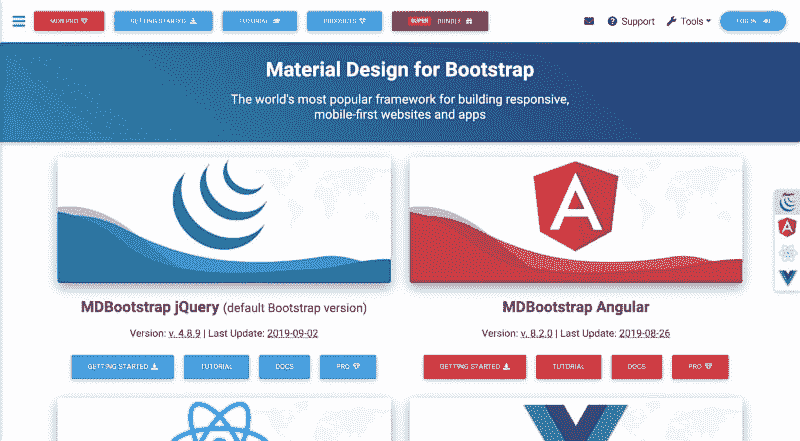 MDB PRO
GETTING STARTED
TUTORIAL
PRODUCTS
SUPER BUNDLE
Support
Tools
LOG IN
Material Design for Bootstrap
The world's most popular framework for building responsive,
mobile-first websites and apps
A
MDBootstrap jQuery (default Bootstrap version)
Version: v. 4.8.9 | Last Update: 2019-09-02
GETTING STARTED
TUTORIAL
DOCS
PRO
MDBootstrap Angular
Version: v. 8.2.0 | Last Update: 2019-08-26
GETTING STARTED
TUTORIAL
DOCS
PRO